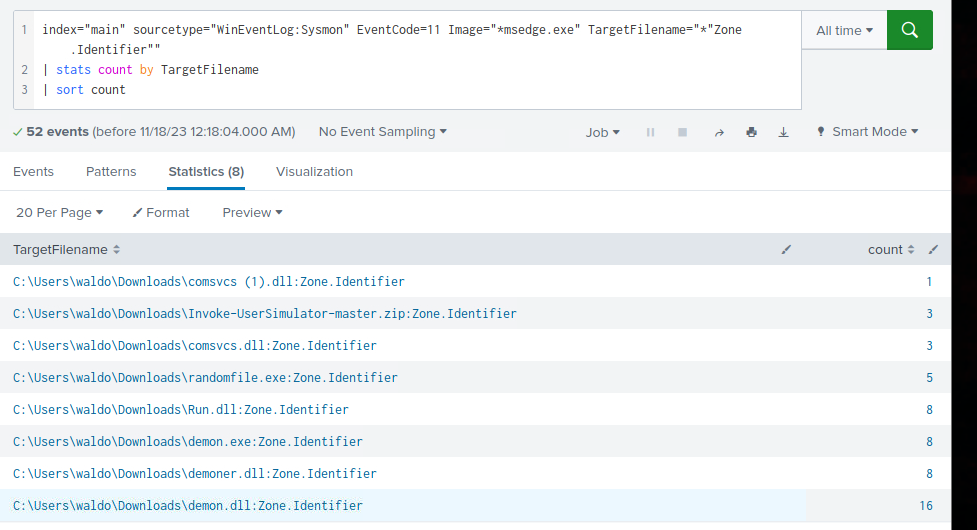 1 index="main" sourcetype="WinEventLog:Sysmon" EventCode=11 Image="*msedge.exe" TargetFilename="*"Zone
.Identifier""
2 | stats count by TargetFilename
3 | sort count
All time
✓ 52 events (before 11/18/23 12:18:04.000 AM) No Event Sampling Job Smart Mode
Events Patterns Statistics (8) Visualization
20 Per Page Format Preview
TargetFilename count
C:\Users\waldo\Downloads\comsvcs (1).dll:Zone.Identifier 1
C:\Users\waldo\Downloads\Invoke-UserSimulator-master.zip:Zone.Identifier 3
C:\Users\waldo\Downloads\comsvcs.dll:Zone.Identifier 3
C:\Users\waldo\Downloads\randomfile.exe:Zone.Identifier 5
C:\Users\waldo\Downloads\Run.dll:Zone.Identifier 8
C:\Users\waldo\Downloads\demon.exe:Zone.Identifier 8
C:\Users\waldo\Downloads\demoner.dll:Zone.Identifier 8
C:\Users\waldo\Downloads\demon.dll:Zone.Identifier 16